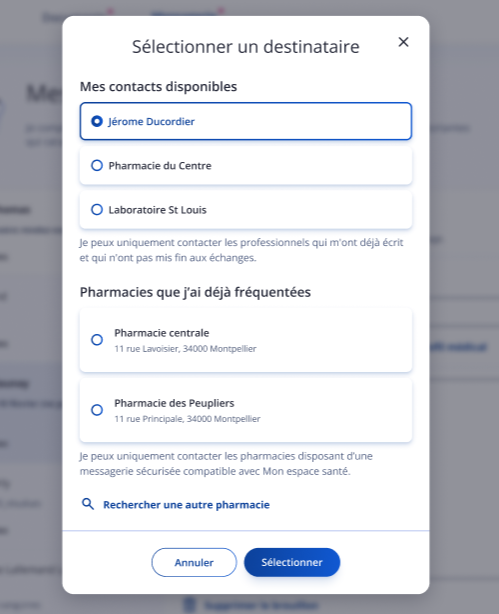 Sélectionner un destinataire
Mes contacts disponibles
Jérome Ducordier
Pharmacie du Centre
Laboratoire St Louis
Je peux uniquement contacter les professionnels qui m'ont déjà écrit
et qui n'ont pas mis fin aux échanges.
Pharmacies que j'ai déjà fréquentées
Pharmacie centrale
11 rue Lavoisier, 34000 Montpellier
Pharmacie des Peupliers
11 rue Principale, 34000 Montpellier
Je peux uniquement contacter les pharmacies disposant d'une
messagerie sécurisée compatible avec Mon espace santé.
Rechercher une autre pharmacie
Annuler
Sélectionner
Supprimer le brouillon